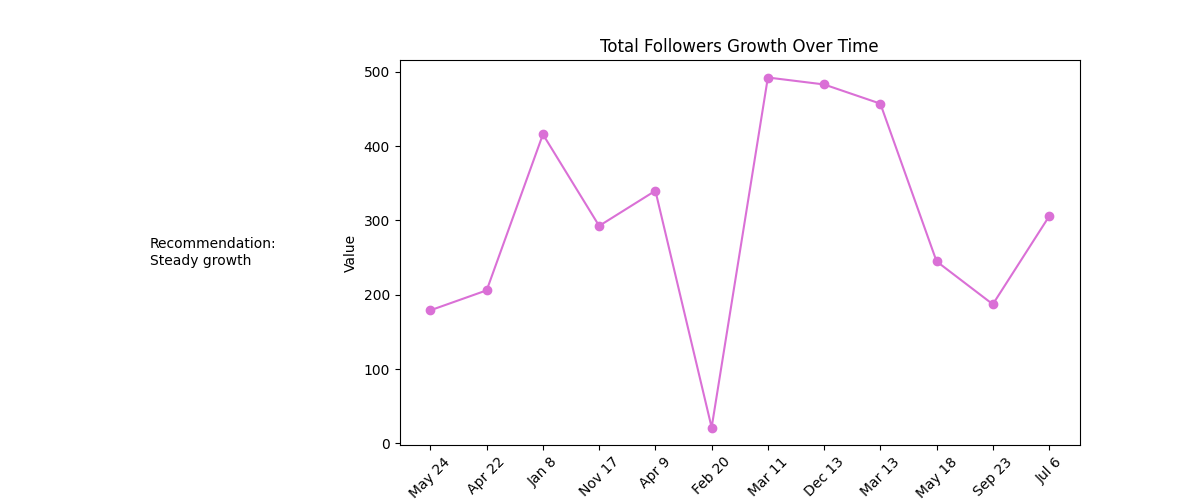 Total Followers Growth Over Time
Recommendation:
Steady growth
Value
500
400
300
200
100
0
May 24
Apr 22
Jan 8
Nov 17
Apr 9
Feb 20
Mar 11
Dec 13
Mar 13
May 18
Sep 23
Jul 6